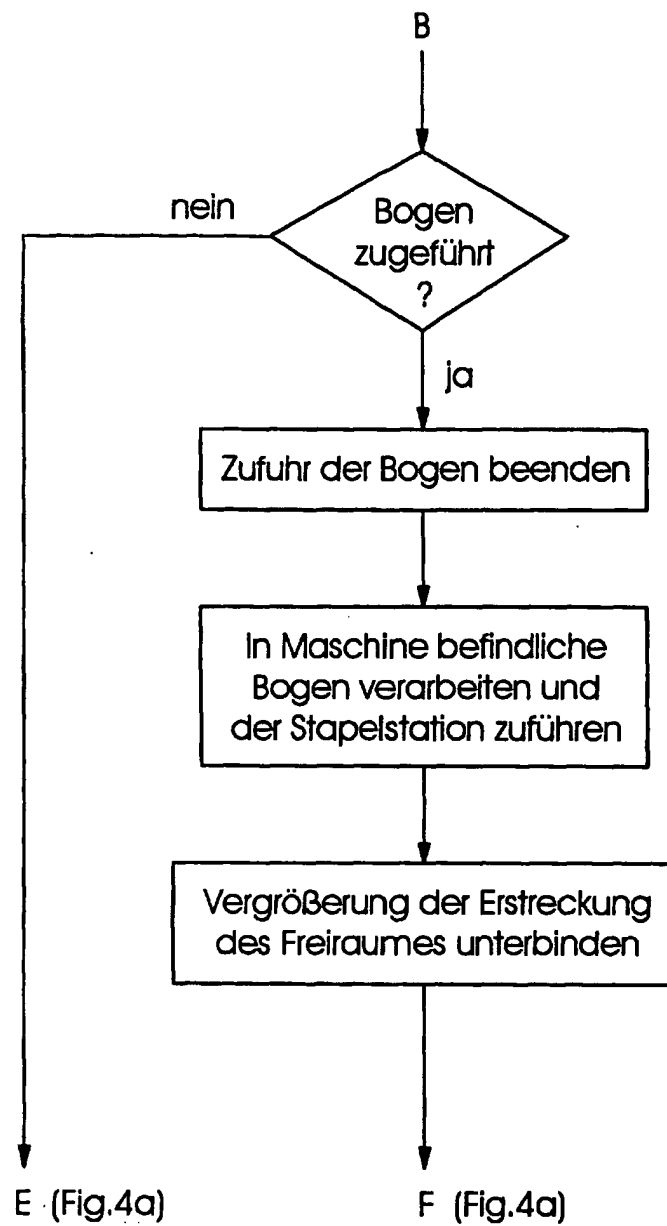 B
nein
Bogen
zugeführt
?
ja
Zufuhr der Bogen beenden
In Maschine befindliche
Bogen verarbeiten und
der Stapelstation zuführen
Vergrößerung der Erstreckung
des Freiraumes unterbinden
E (Fig.4a)
F (Fig.4a)